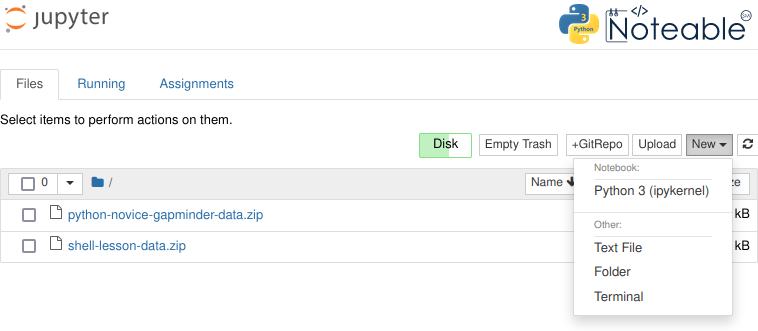 jupyter
3
Python
</>
Noteable
SM
Files Running Assignments
Select items to perform actions on them.
Disk Empty Trash +GitRepo Upload New
0 / Name ze
Notebook:
Python 3 (ipykernel)
python-novice-gapminder-data.zip kB
Other:
shell-lesson-data.zip kB
Text File
Folder
Terminal